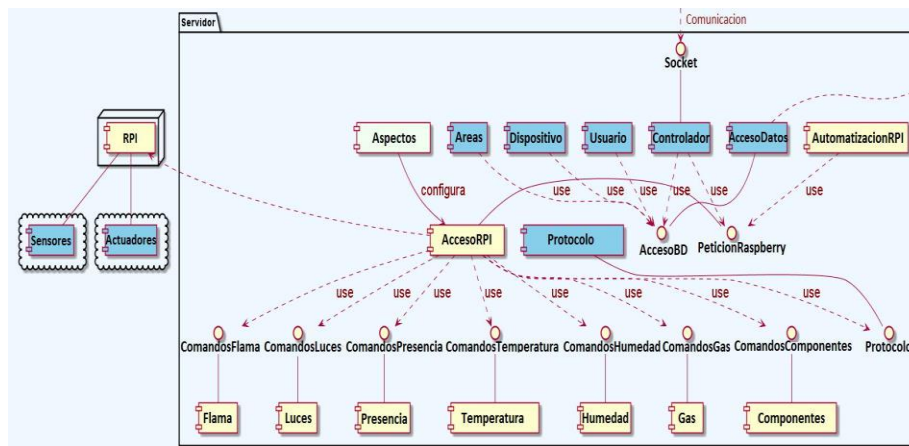 Servidor
Comunicacion
Socket
RPI
Aspectos
Areas
Dispositivo
Usuario
Controlador
AccesoDatos
AutomatizacionRPI
configura
use
use
use
use
use
use
Sensores
Actuadores
AccesoRPI
Protocolo
AccesoBD
PeticionRaspberry
use
use
use
use
use
use
use
use
ComandosFlama
ComandosLuces
ComandosPresencia
ComandosTemperatura
ComandosHumedad
ComandosGas
ComandosComponentes
Protocolo
Flama
Luces
Presencia
Temperatura
Humedad
Gas
Componentes